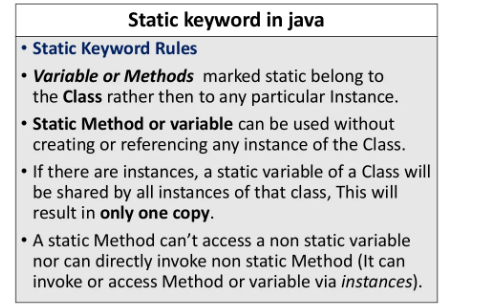 Static keyword in java
• Static Keyword Rules
• Variable or Methods marked static belong to
the Class rather then to any particular Instance.
• Static Method or variable can be used without
creating or referencing any instance of the Class.
• If there are instances, a static variable of a Class will
be shared by all instances of that class, This will
result in only one copy.
• A static Method can’t access a non static variable
nor can directly invoke non static Method (It can
invoke or access Method or variable via instances).